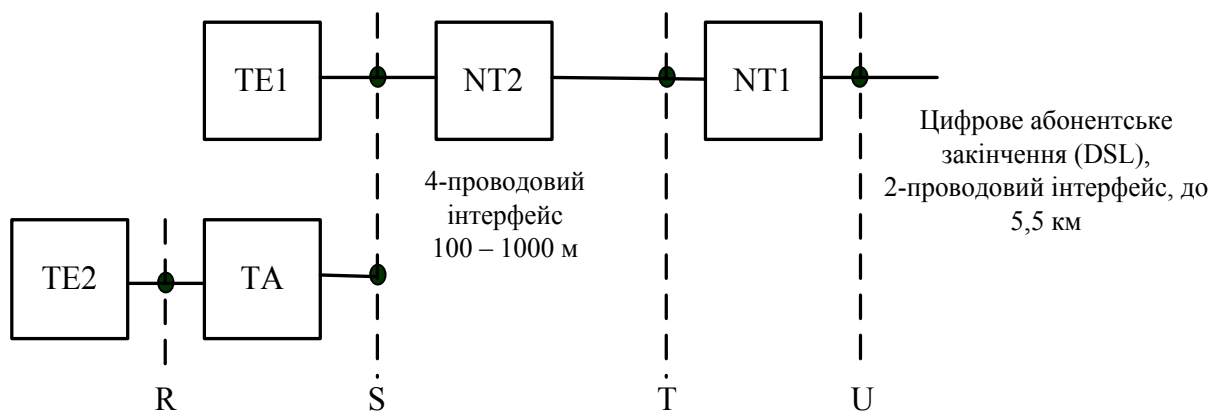 TE1
NT2
NT1
4-проводовий
інтерфейс
100 – 1000 м
Цифрове абонентське
закінчення (DSL),
2-проводовий інтерфейс, до
5,5 км
TE2
TA
R
S
T
U